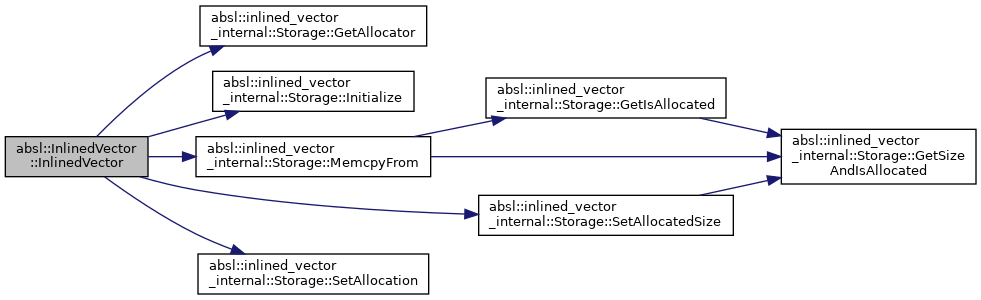 absl::InlinedVector
::InlinedVector
absl::inlined_vector
_internal::Storage::GetAllocator
absl::inlined_vector
_internal::Storage::Initialize
absl::inlined_vector
_internal::Storage::MemcpyFrom
absl::inlined_vector
_internal::Storage::GetIsAllocated
absl::inlined_vector
_internal::Storage::GetSize
AndIsAllocated
absl::inlined_vector
_internal::Storage::SetAllocatedSize
absl::inlined_vector
_internal::Storage::SetAllocation